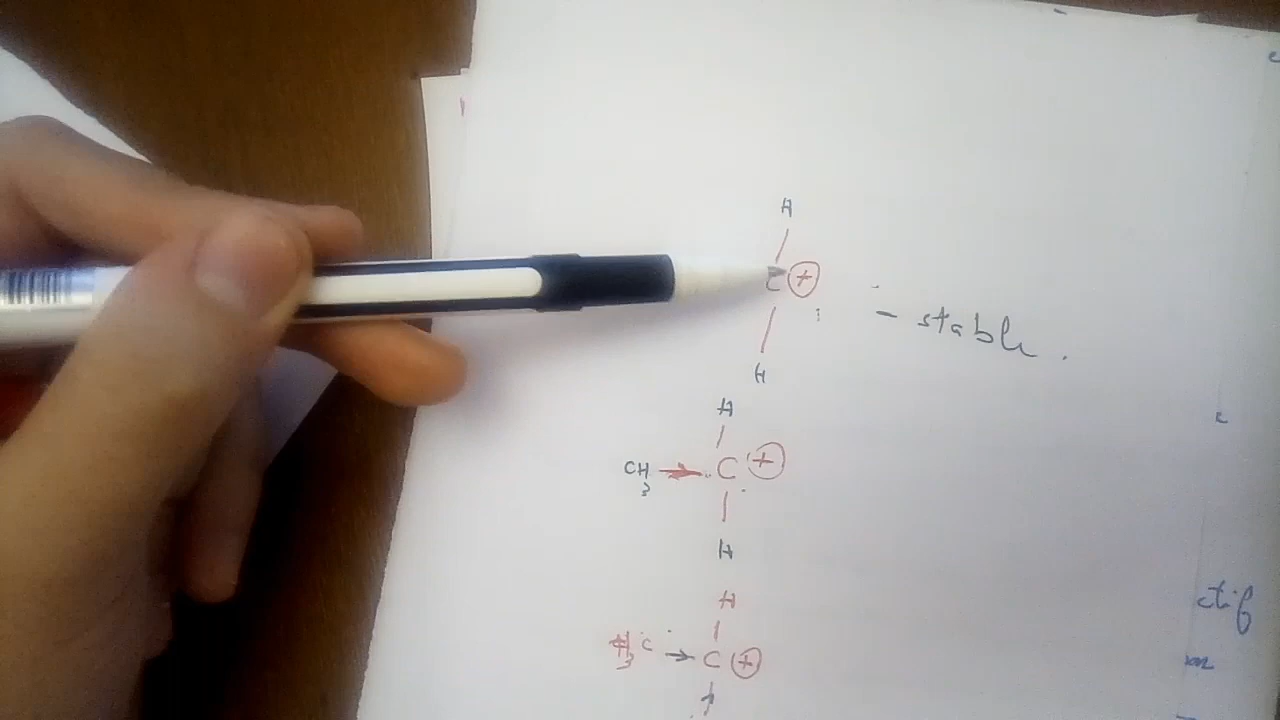 H
C +
H
- stable.
H
CH3 → C +
H
H
H3C → C +